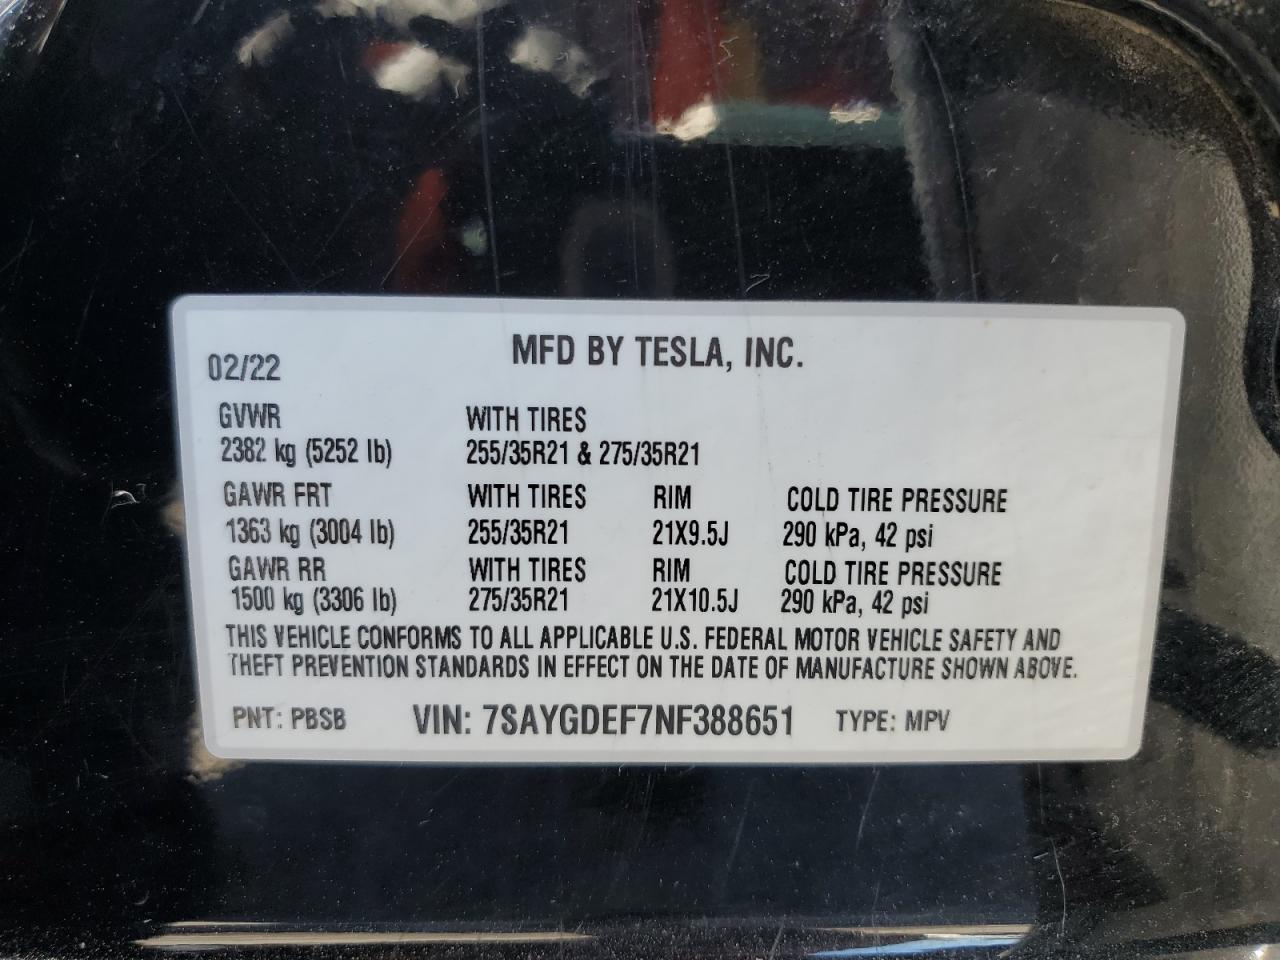 MFD BY TESLA, INC.
02/22
GVWR WITH TIRES
2382 kg (5252 lb) 255/35R21 & 275/35R21
GAWR FRT WITH TIRES RIM COLD TIRE PRESSURE
1363 kg (3004 lb) 255/35R21 21X9.5J 290 kPa, 42 psi
GAWR RR WITH TIRES RIM COLD TIRE PRESSURE
1500 kg (3306 lb) 275/35R21 21X10.5J 290 kPa, 42 psi
THIS VEHICLE CONFORMS TO ALL APPLICABLE U.S. FEDERAL MOTOR VEHICLE SAFETY AND
THEFT PREVENTION STANDARDS IN EFFECT ON THE DATE OF MANUFACTURE SHOWN ABOVE.
PNT: PBSB VIN: 7SAYGDEF7NF388651 TYPE: MPV